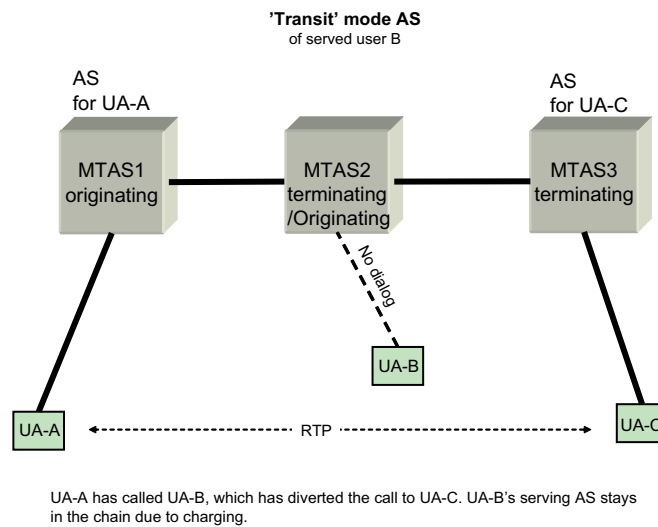 ’Transit’ mode AS
of served user B
AS
for UA-A
AS
for UA-C
MTAS1
originating
MTAS2
terminating
/Originating
MTAS3
terminating
No dialog
UA-B
UA-A
RTP
UA-C
UA-A has called UA-B, which has diverted the call to UA-C. UA-B’s serving AS stays
in the chain due to charging.